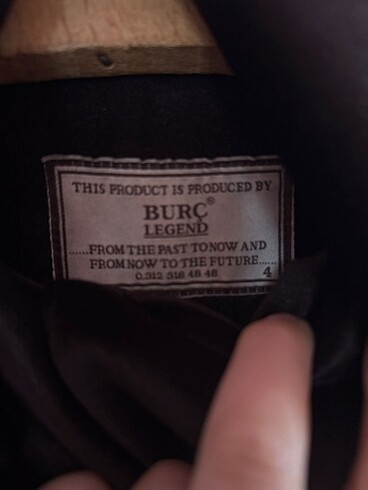 THIS PRODUCT IS PRODUCED BY
BURÇ®
LEGEND
......FROM THE PAST TO NOW AND
FROM NOW TO THE FUTURE.....
0.312 318 48 48
4